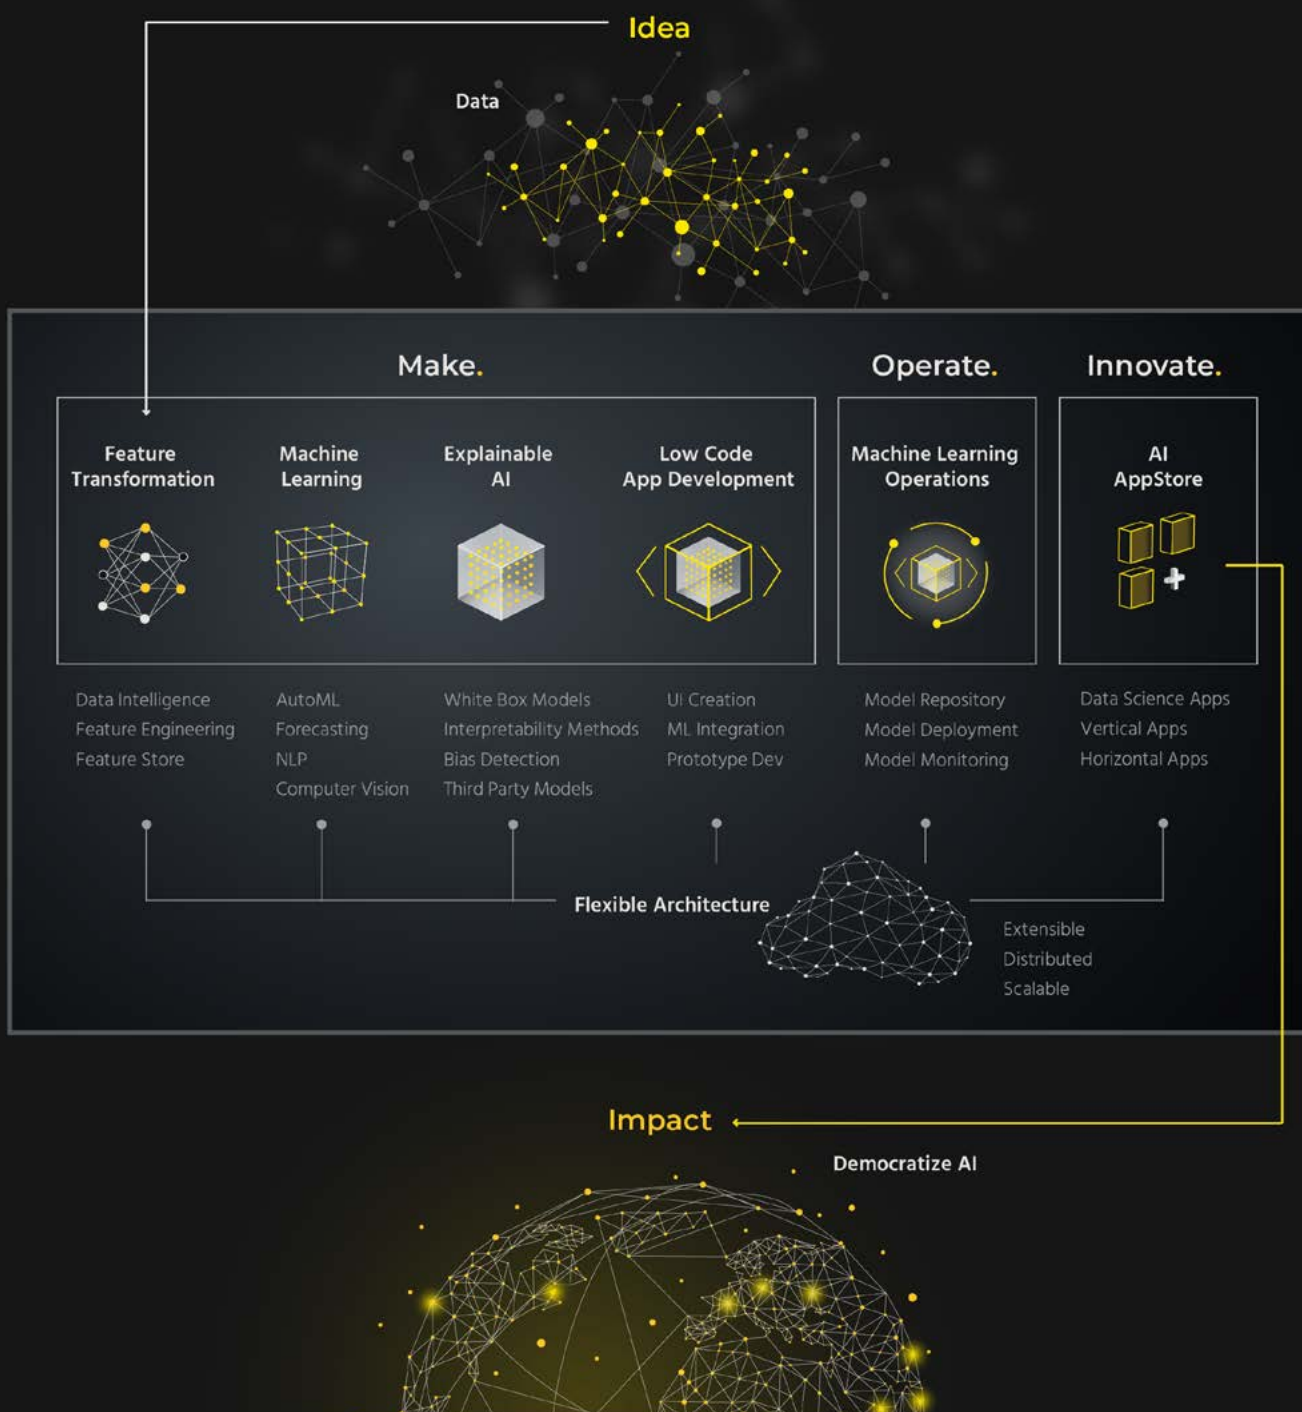 Idea
Data
Make.
Operate.
Innovate.
Feature
Transformation
Machine
Learning
Explainable
AI
Low Code
App Development
Machine Learning
Operations
AI
AppStore
Data Intelligence
Feature Engineering
Feature Store
AutoML
Forecasting
NLP
Computer Vision
White Box Models
Interpretability Methods
Bias Detection
Third Party Models
UI Creation
ML Integration
Prototype Dev
Model Repository
Model Deployment
Model Monitoring
Data Science Apps
Vertical Apps
Horizontal Apps
Flexible Architecture
Extensible
Distributed
Scalable
Impact
Democratize AI